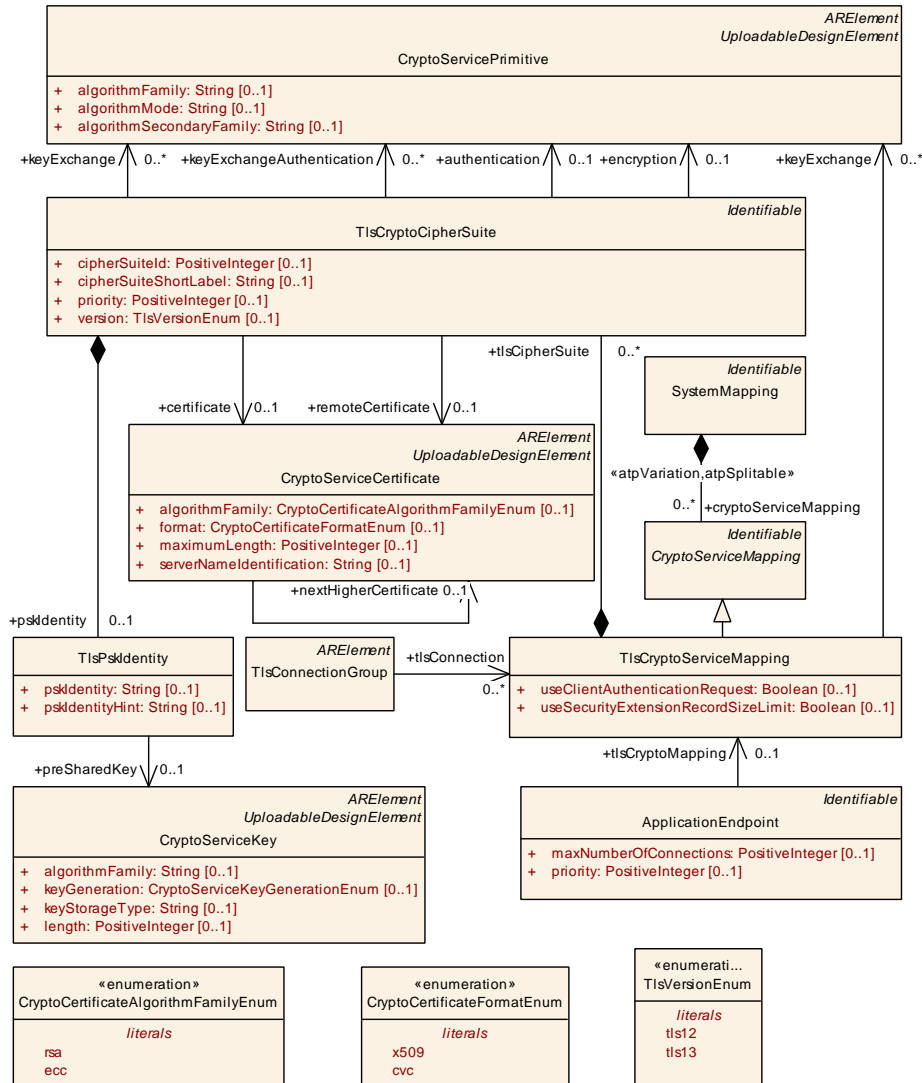 ARElement
UploadableDesignElement
CryptoServicePrimitive
+ algorithmFamily: String [0..1]
+ algorithmMode: String [0..1]
+ algorithmSecondaryFamily: String [0..1]
+keyExchange 0..* +keyExchangeAuthentication 0..* +authentication 0..1 +encryption 0..1 +keyExchange 0..*
Identifiable
TlsCryptoCipherSuite
+ cipherSuiteId: PositiveInteger [0..1]
+ cipherSuiteShortLabel: String [0..1]
+ priority: PositiveInteger [0..1]
+ version: TlsVersionEnum [0..1]
+tlsCipherSuite 0..*
Identifiable
SystemMapping
+certificate 0..1 +remoteCertificate 0..1
ARElement
UploadableDesignElement
CryptoServiceCertificate
+ algorithmFamily: CryptoCertificateAlgorithmFamilyEnum [0..1]
+ format: CryptoCertificateFormatEnum [0..1]
+ maximumLength: PositiveInteger [0..1]
+ serverNameIdentification: String [0..1]
«atpVariation,atpSplitable»
0..* +cryptoServiceMapping
Identifiable
CryptoServiceMapping
+nextHigherCertificate 0..1
+pskIdentity 0..1
TlsPskIdentity
+ pskIdentity: String [0..1]
+ pskIdentityHint: String [0..1]
ARElement
TlsConnectionGroup
+tlsConnection
0..*
TlsCryptoServiceMapping
+ useClientAuthenticationRequest: Boolean [0..1]
+ useSecurityExtensionRecordSizeLimit: Boolean [0..1]
+preSharedKey 0..1
+tlsCryptoMapping 0..1
ARElement
UploadableDesignElement
CryptoServiceKey
+ algorithmFamily: String [0..1]
+ keyGeneration: CryptoServiceKeyGenerationEnum [0..1]
+ keyStorageType: String [0..1]
+ length: PositiveInteger [0..1]
Identifiable
ApplicationEndpoint
+ maxNumberOfConnections: PositiveInteger [0..1]
+ priority: PositiveInteger [0..1]
«enumeration»
CryptoCertificateAlgorithmFamilyEnum
literals
rsa
ecc
«enumeration»
CryptoCertificateFormatEnum
literals
x509
cvc
«enumerati...
TlsVersionEnum
literals
tls12
tls13